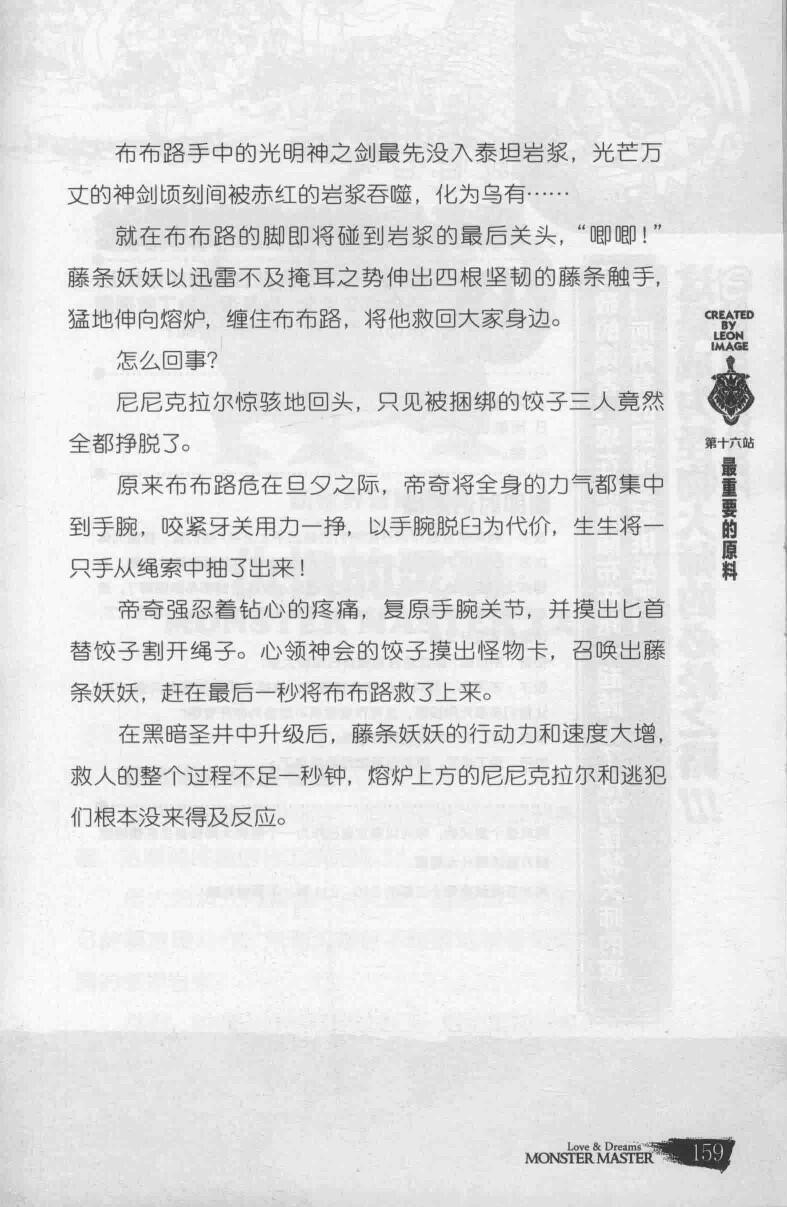 布布路手中的光明神之剑最先没入泰坦岩浆，光芒万
丈的神剑顷刻间被赤红的岩浆吞噬，化为乌有……
就在布布路的脚即将碰到岩浆的最后关头，“唧唧！”
藤条妖妖以迅雷不及掩耳之势伸出四根坚韧的藤条触手，
猛地伸向熔炉，缠住布布路，将他救回大家身边。
怎么回事？
尼尼克拉尔惊骇地回头，只见被捆绑的饺子三人竟然
全都挣脱了。
原来布布路危在旦夕之际，帝奇将全身的力气都集中
到手腕，咬紧牙关用力一挣，以手腕脱臼为代价，生生将一
只手从绳索中抽了出来！
帝奇强忍着钻心的疼痛，复原手腕关节，并摸出匕首
替饺子割开绳子。心领神会的饺子摸出怪物卡，召唤出藤
条妖妖，赶在最后一秒将布布路救了上来。
在黑暗圣井中升级后，藤条妖妖的行动力和速度大增，
救人的整个过程不足一秒钟，熔炉上方的尼尼克拉尔和逃犯
们根本没来得及反应。
CREATED
BY
LEON
IMAGE
第十六站
最重要的原料
Love & Dreams
MONSTER MASTER
159